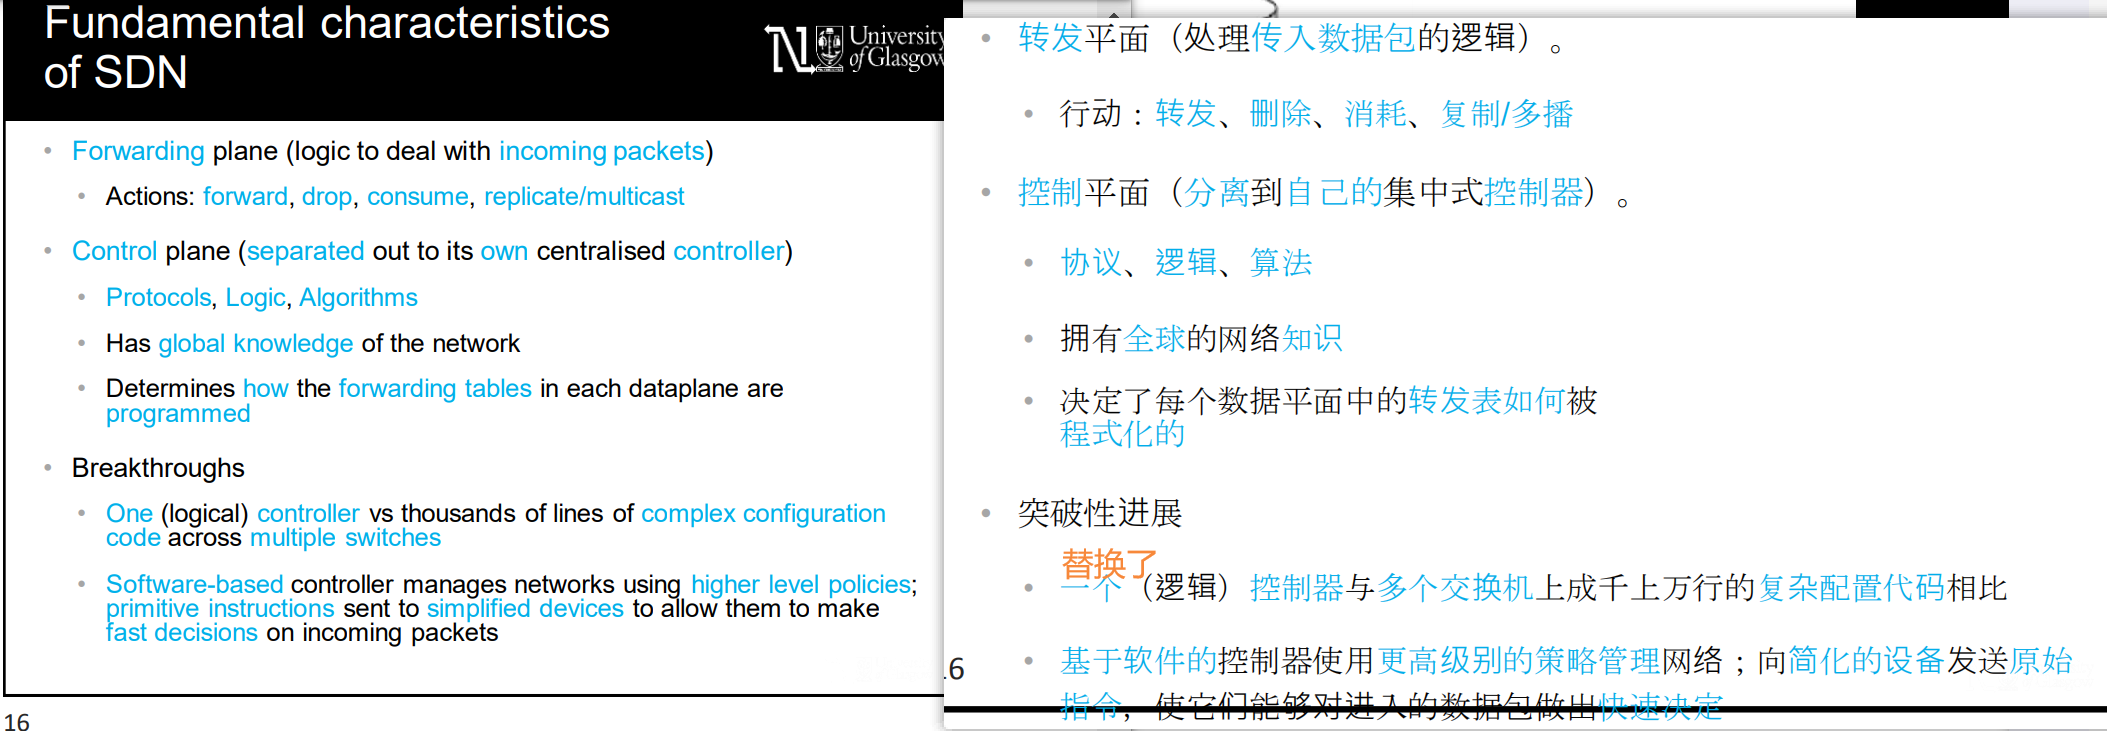 Fundamental characteristics
of SDN
University
of Glasgow
• Forwarding plane (logic to deal with incoming packets)
• Actions: forward, drop, consume, replicate/multicast
• Control plane (separated out to its own centralised controller)
• Protocols, Logic, Algorithms
• Has global knowledge of the network
• Determines how the forwarding tables in each dataplane are
programmed
• Breakthroughs
• One (logical) controller vs thousands of lines of complex configuration
code across multiple switches
• Software-based controller manages networks using higher level policies;
primitive instructions sent to simplified devices to allow them to make
fast decisions on incoming packets
16
• 转发平面（处理传入数据包的逻辑）。
• 行动：转发、删除、消耗、复制/多播
• 控制平面（分离到自己的集中式控制器）。
• 协议、逻辑、算法
• 拥有全球的网络知识
• 决定了每个数据平面中的转发表如何被
程式化的
• 突破性进展
替换了
• 一个（逻辑）控制器与多个交换机上成千上万行的复杂配置代码相比
• 基于软件的控制器使用更高级别的策略管理网络；向简化的设备发送原始
指令，使它们能够对进入的数据包做出快速决定
16